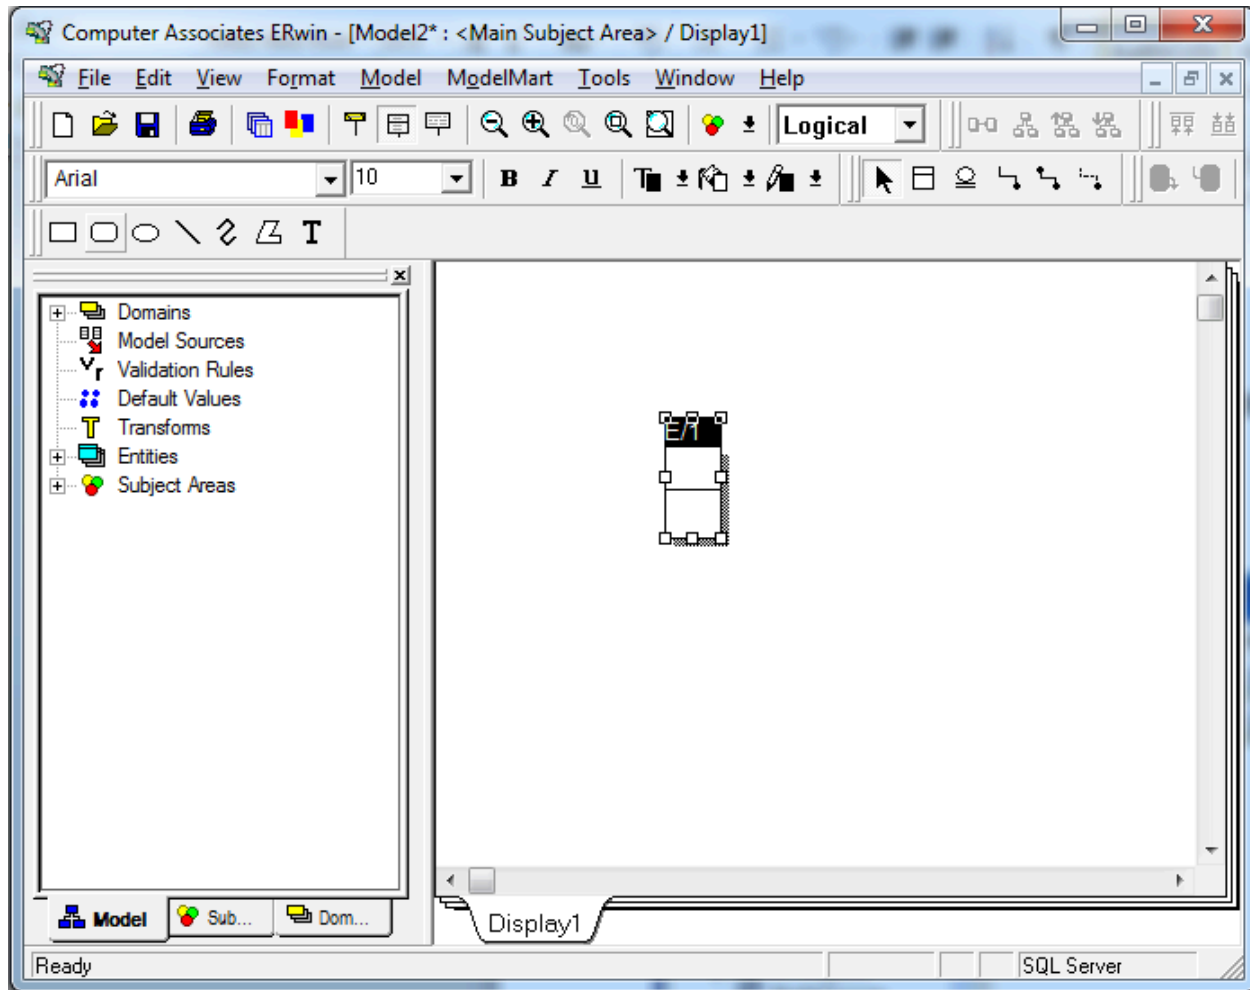 Computer Associates ERwin - [Model2* : <Main Subject Area> / Display1]
File Edit View Format Model ModelMart Tools Window Help
Logical
Arial 10 B I U T
T
Domains
Model Sources
Validation Rules
Default Values
Transforms
Entities
Subject Areas
E/1
Model Sub... Dom...
Display1
Ready SQL Server